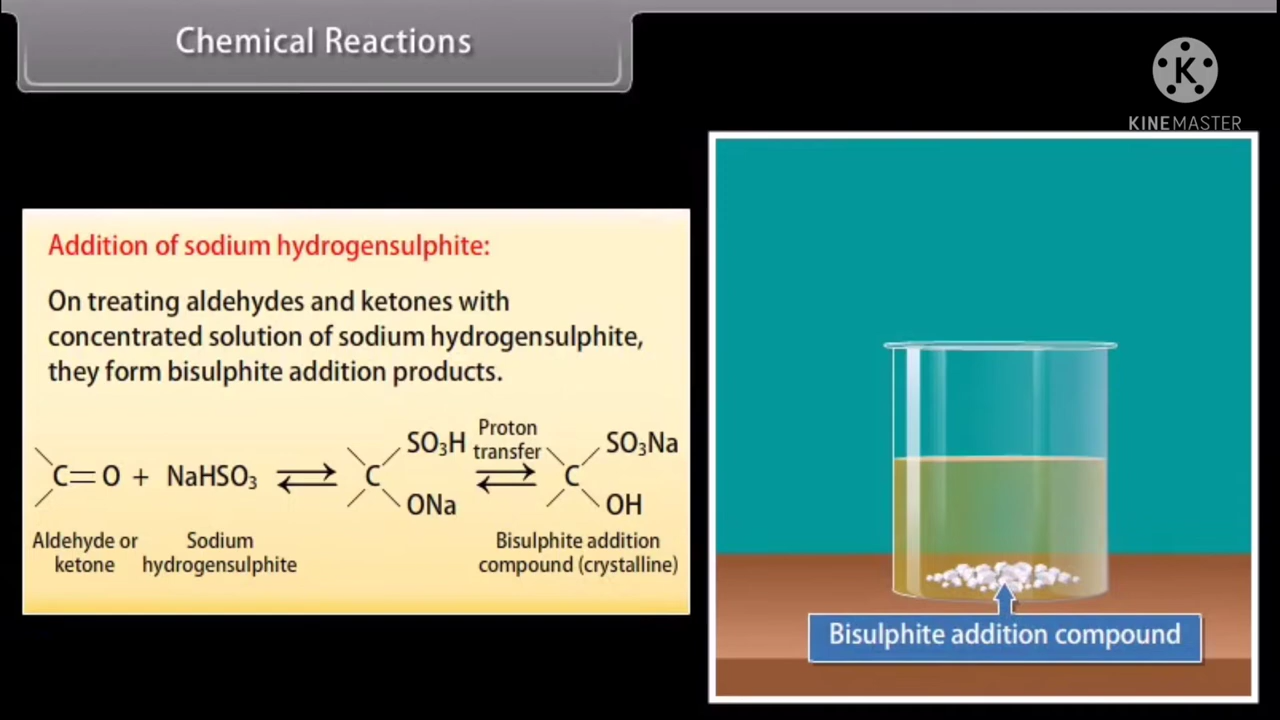 Chemical Reactions
K
KINEMASTER
Addition of sodium hydrogensulphite:
On treating aldehydes and ketones with
concentrated solution of sodium hydrogensulphite,
they form bisulphite addition products.
C=O + NaHSO₃ ⇌ C SO₃H ONa Proton transfer ⇌ C SO₃Na OH
Aldehyde or ketone
Sodium hydrogensulphite
Bisulphite addition compound (crystalline)
Bisulphite addition compound